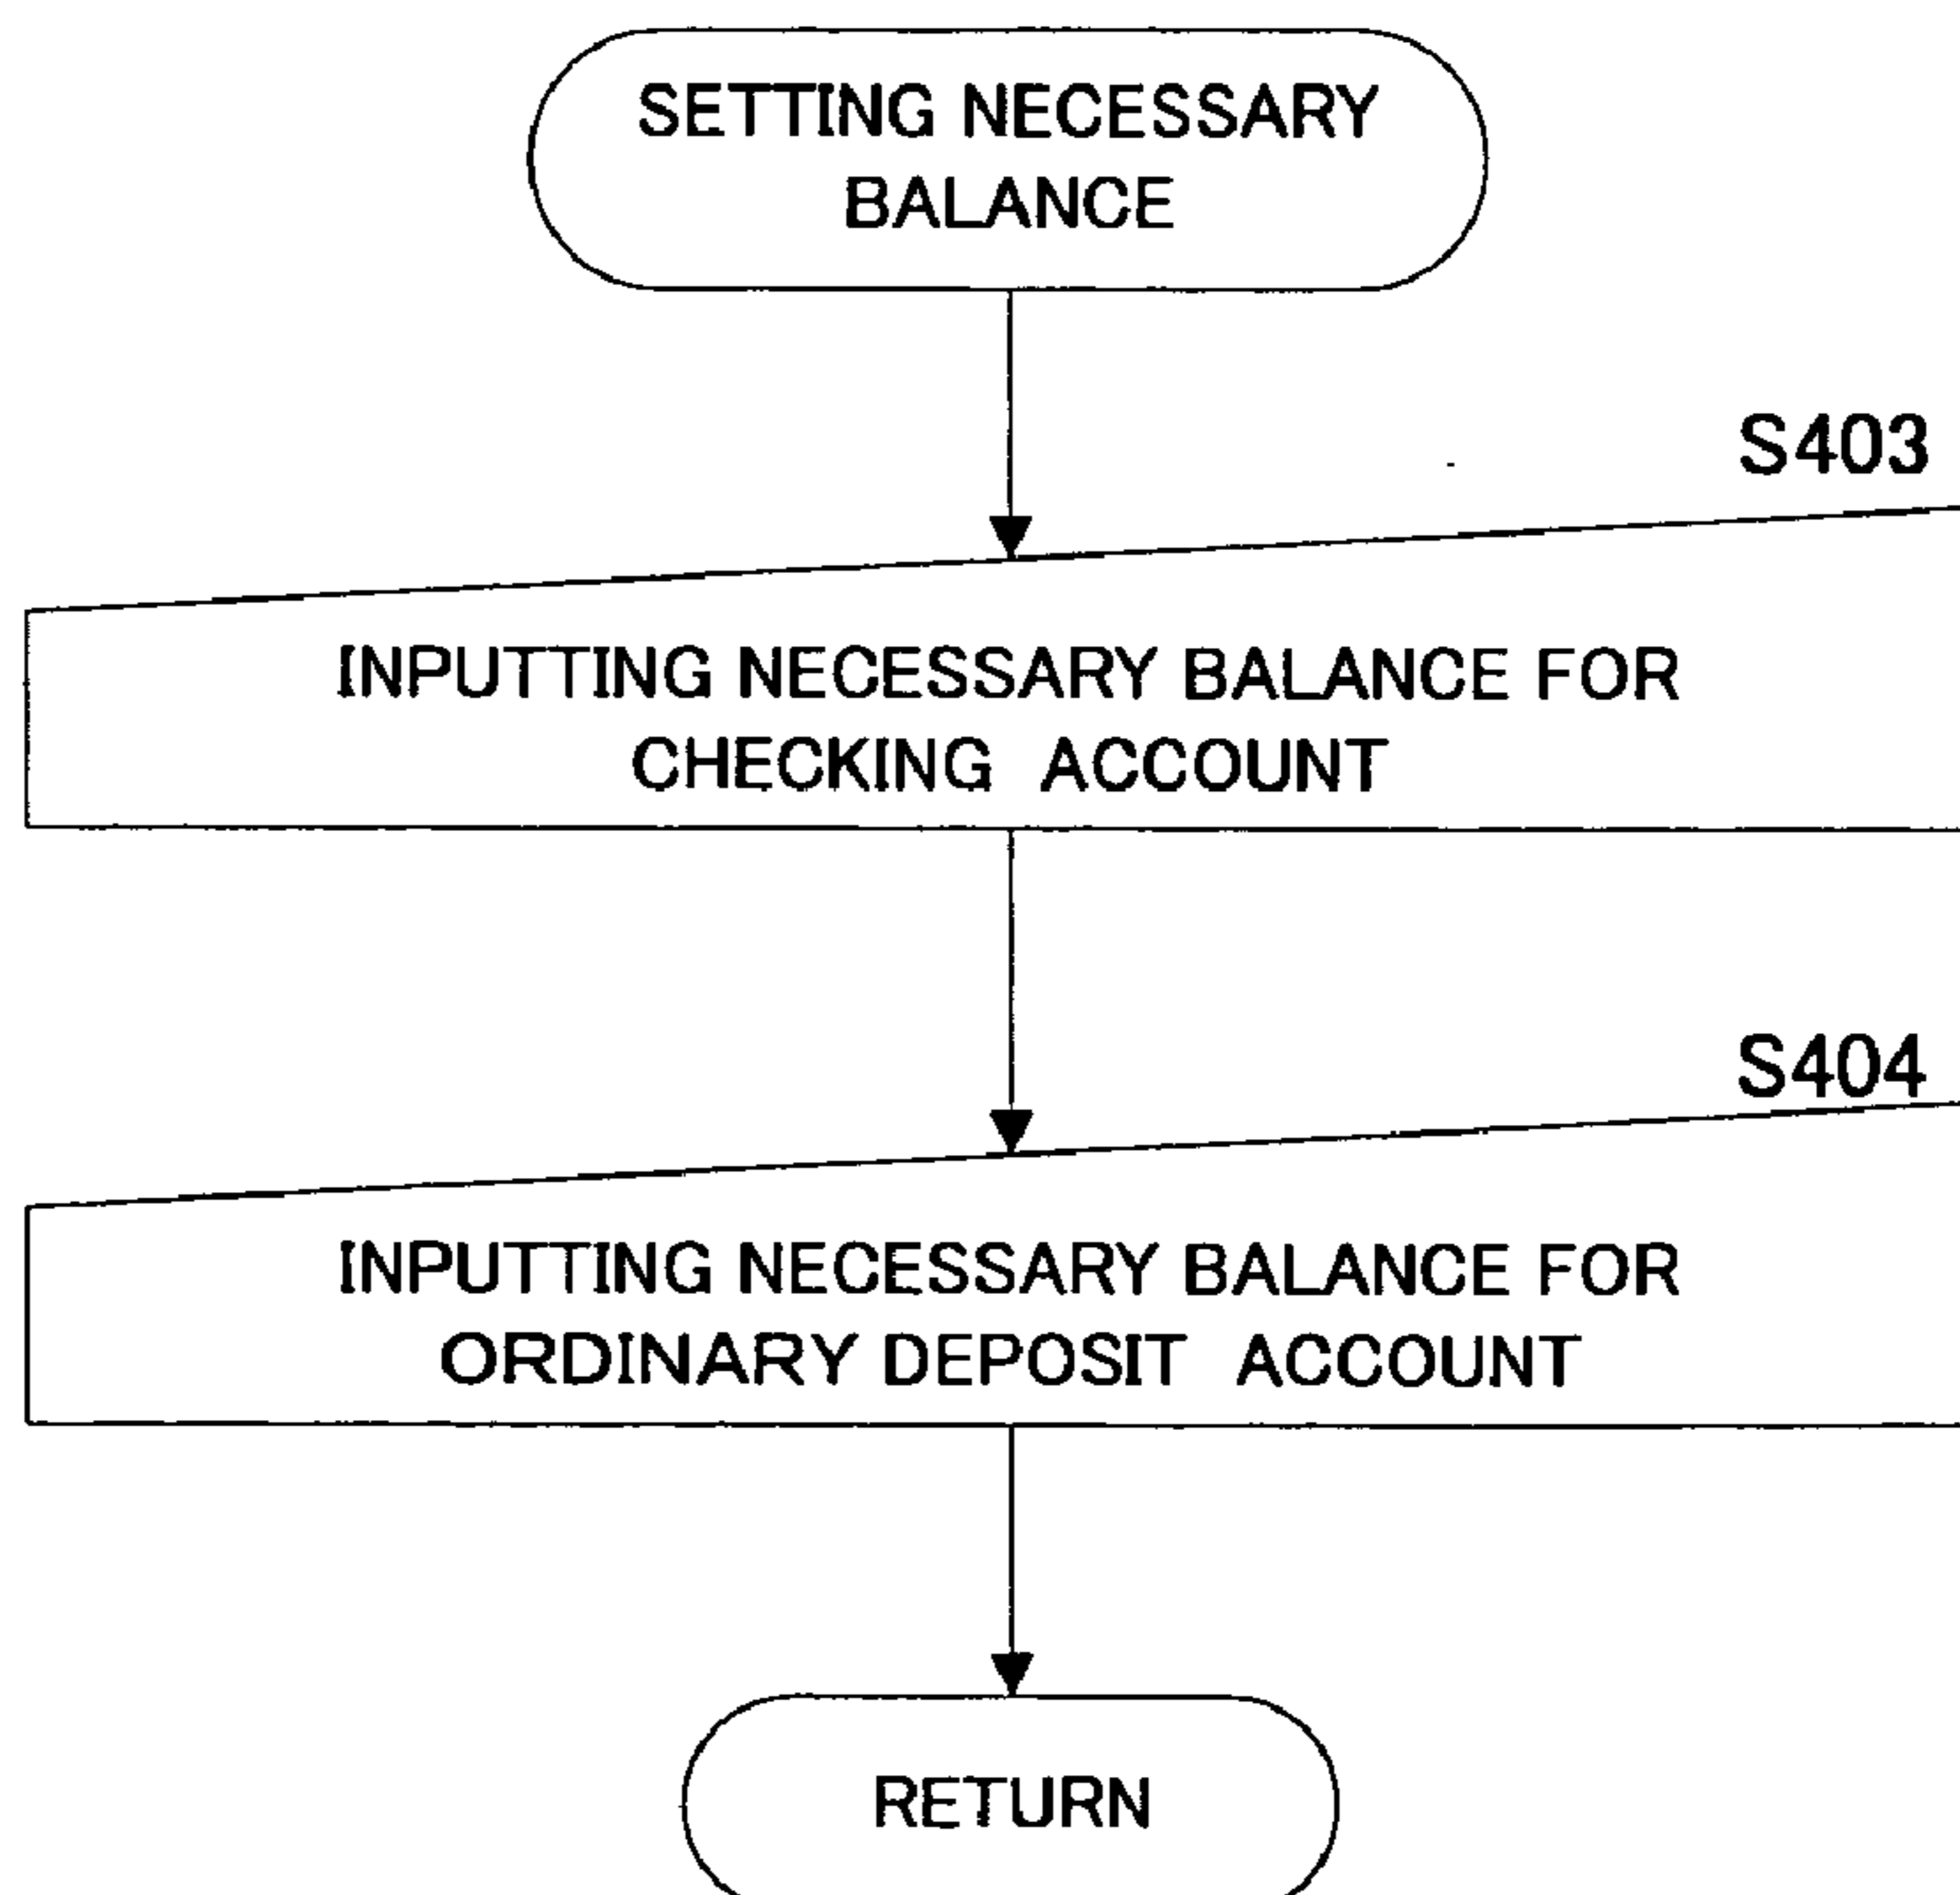 SETTING NECESSARY
BALANCE
S403
INPUTTING NECESSARY BALANCE FOR
CHECKING ACCOUNT
S404
INPUTTING NECESSARY BALANCE FOR
ORDINARY DEPOSIT ACCOUNT
RETURN